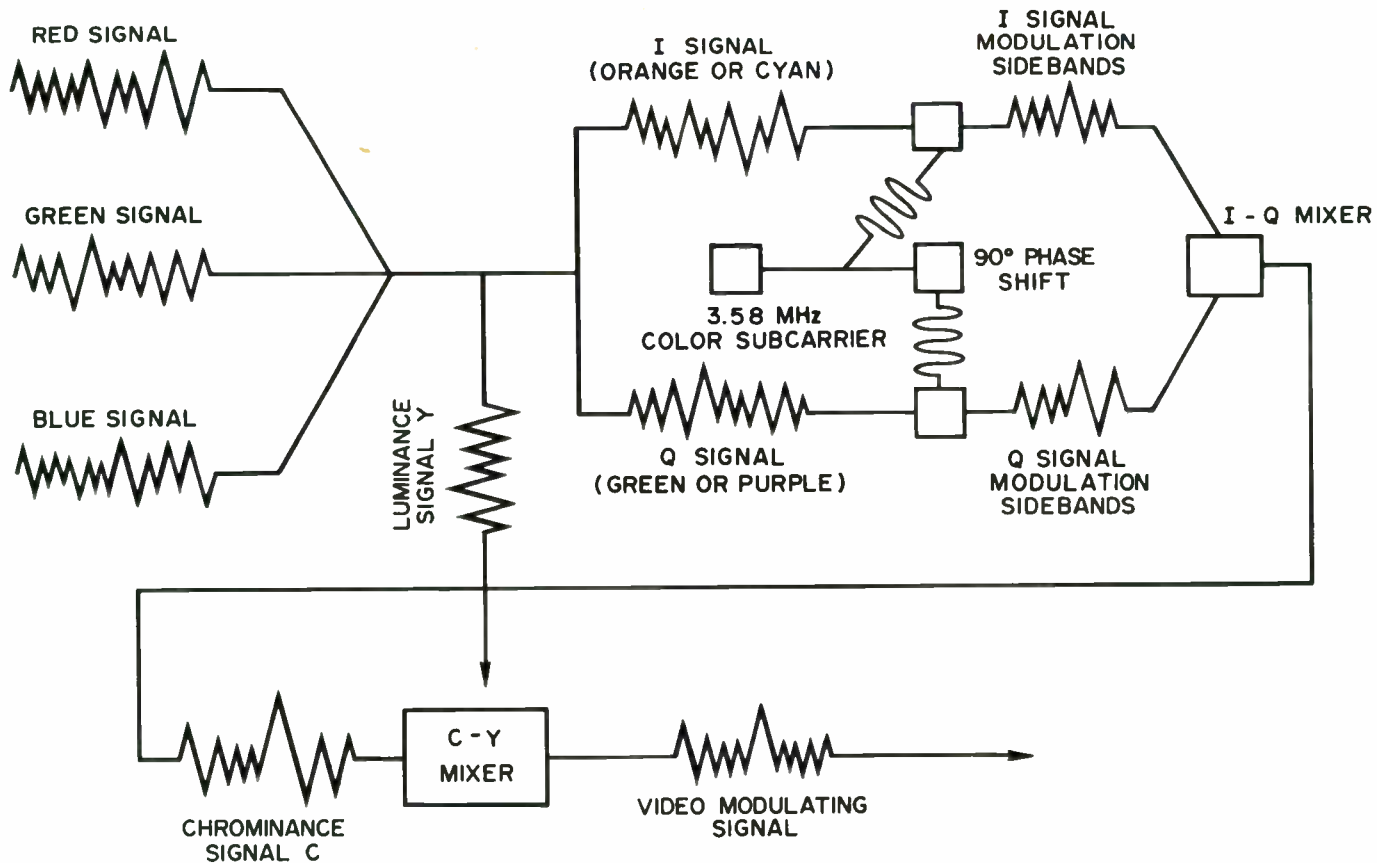 RED SIGNAL
GREEN SIGNAL
BLUE SIGNAL
LUMINANCE
SIGNAL Y
I SIGNAL
(ORANGE OR CYAN)
I SIGNAL
MODULATION
SIDEBANDS
3.58 MHz
COLOR SUBCARRIER
90° PHASE
SHIFT
I - Q MIXER
Q SIGNAL
(GREEN OR PURPLE)
Q SIGNAL
MODULATION
SIDEBANDS
CHROMINANCE
SIGNAL C
C - Y
MIXER
VIDEO MODULATING
SIGNAL